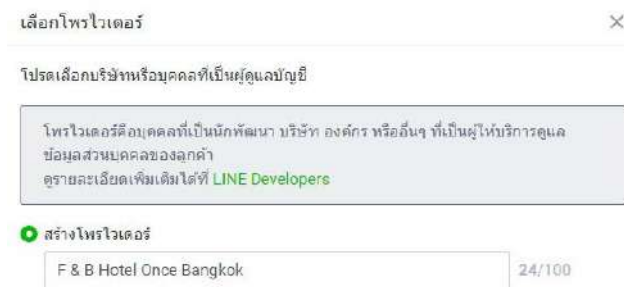 เลือกโพรไวเดอร์
โปรดเลือกบริษัทหรือบุคคลที่เป็นผู้ดูแลบัญชี
โพรไวเดอร์คือบุคคลที่เป็นนักพัฒนา บริษัท องค์กร หรืออื่นๆ ที่เป็นผู้ให้บริการดูแล
ข้อมูลส่วนบุคคลของลูกค้า
ดูรายละเอียดเพิ่มเติมได้ที่ LINE Developers
สร้างโพรไวเดอร์
F & B Hotel Once Bangkok 24/100